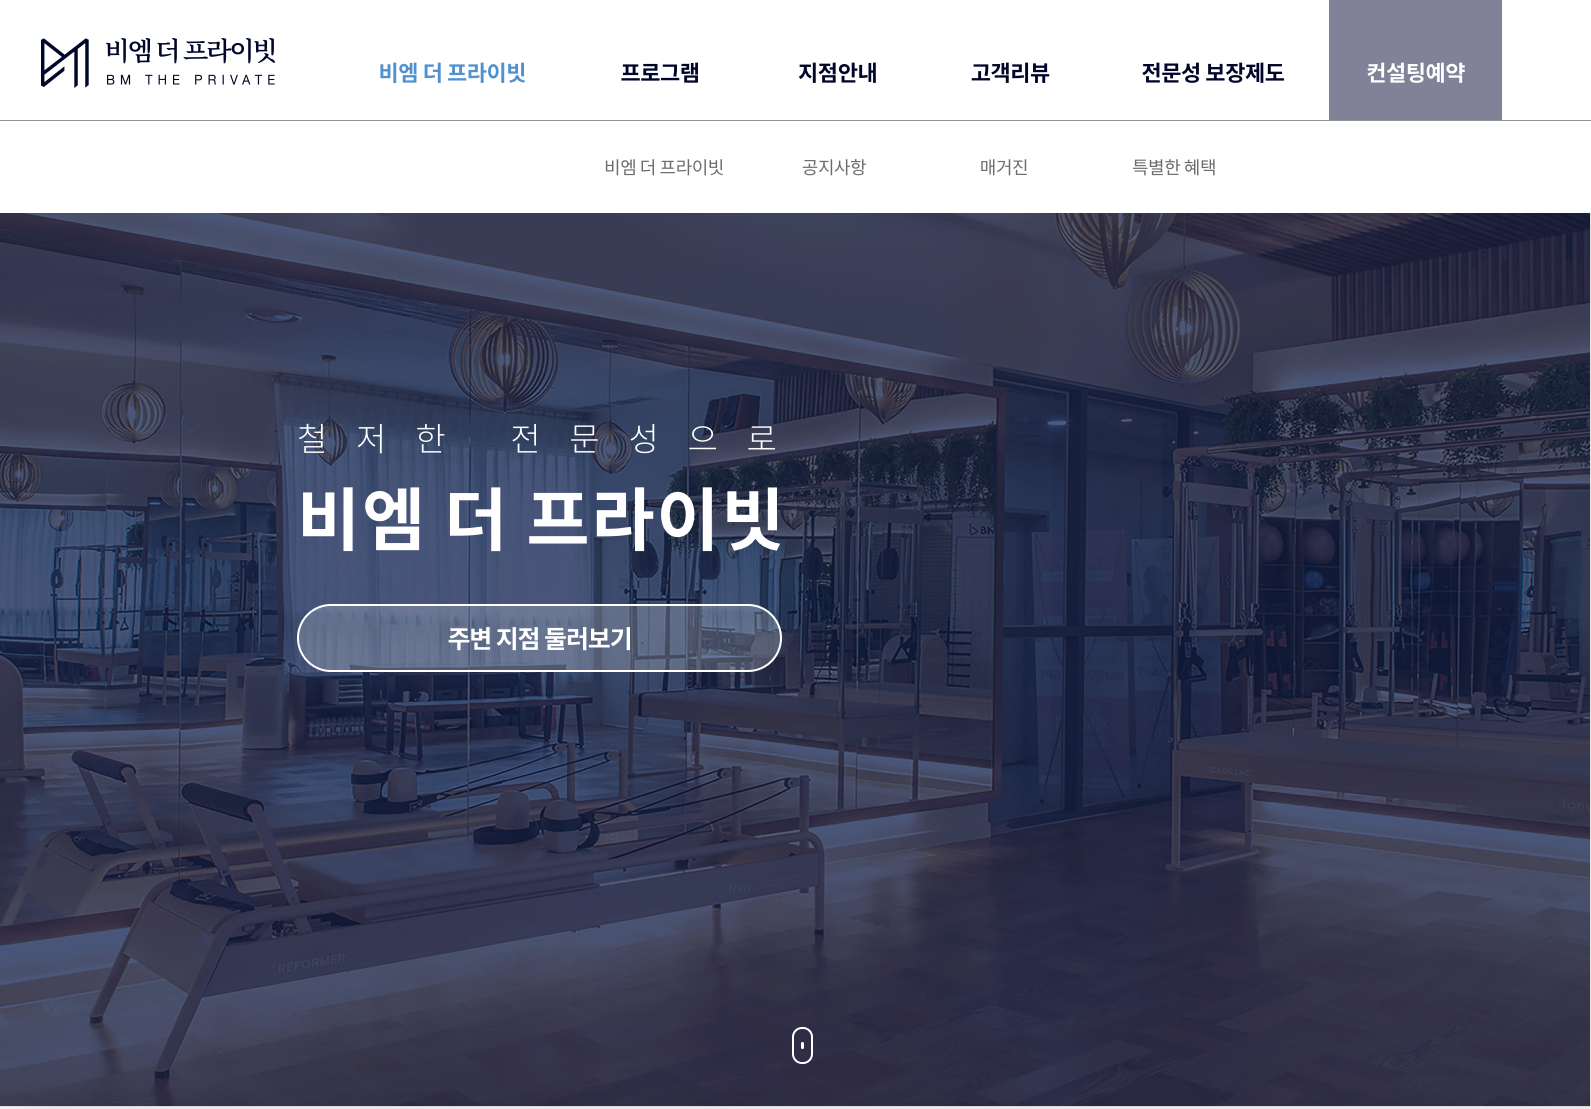 비엠 더 프라이빗
BM THE PRIVATE
비엠 더 프라이빗
프로그램
지점안내
고객리뷰
전문성 보장제도
컨설팅예약
비엠 더 프라이빗
공지사항
매거진
특별한 혜택
철저한 전문성으로
비엠 더 프라이빗
주변 지점 둘러보기
"REFORMER"
"CADILLAC"